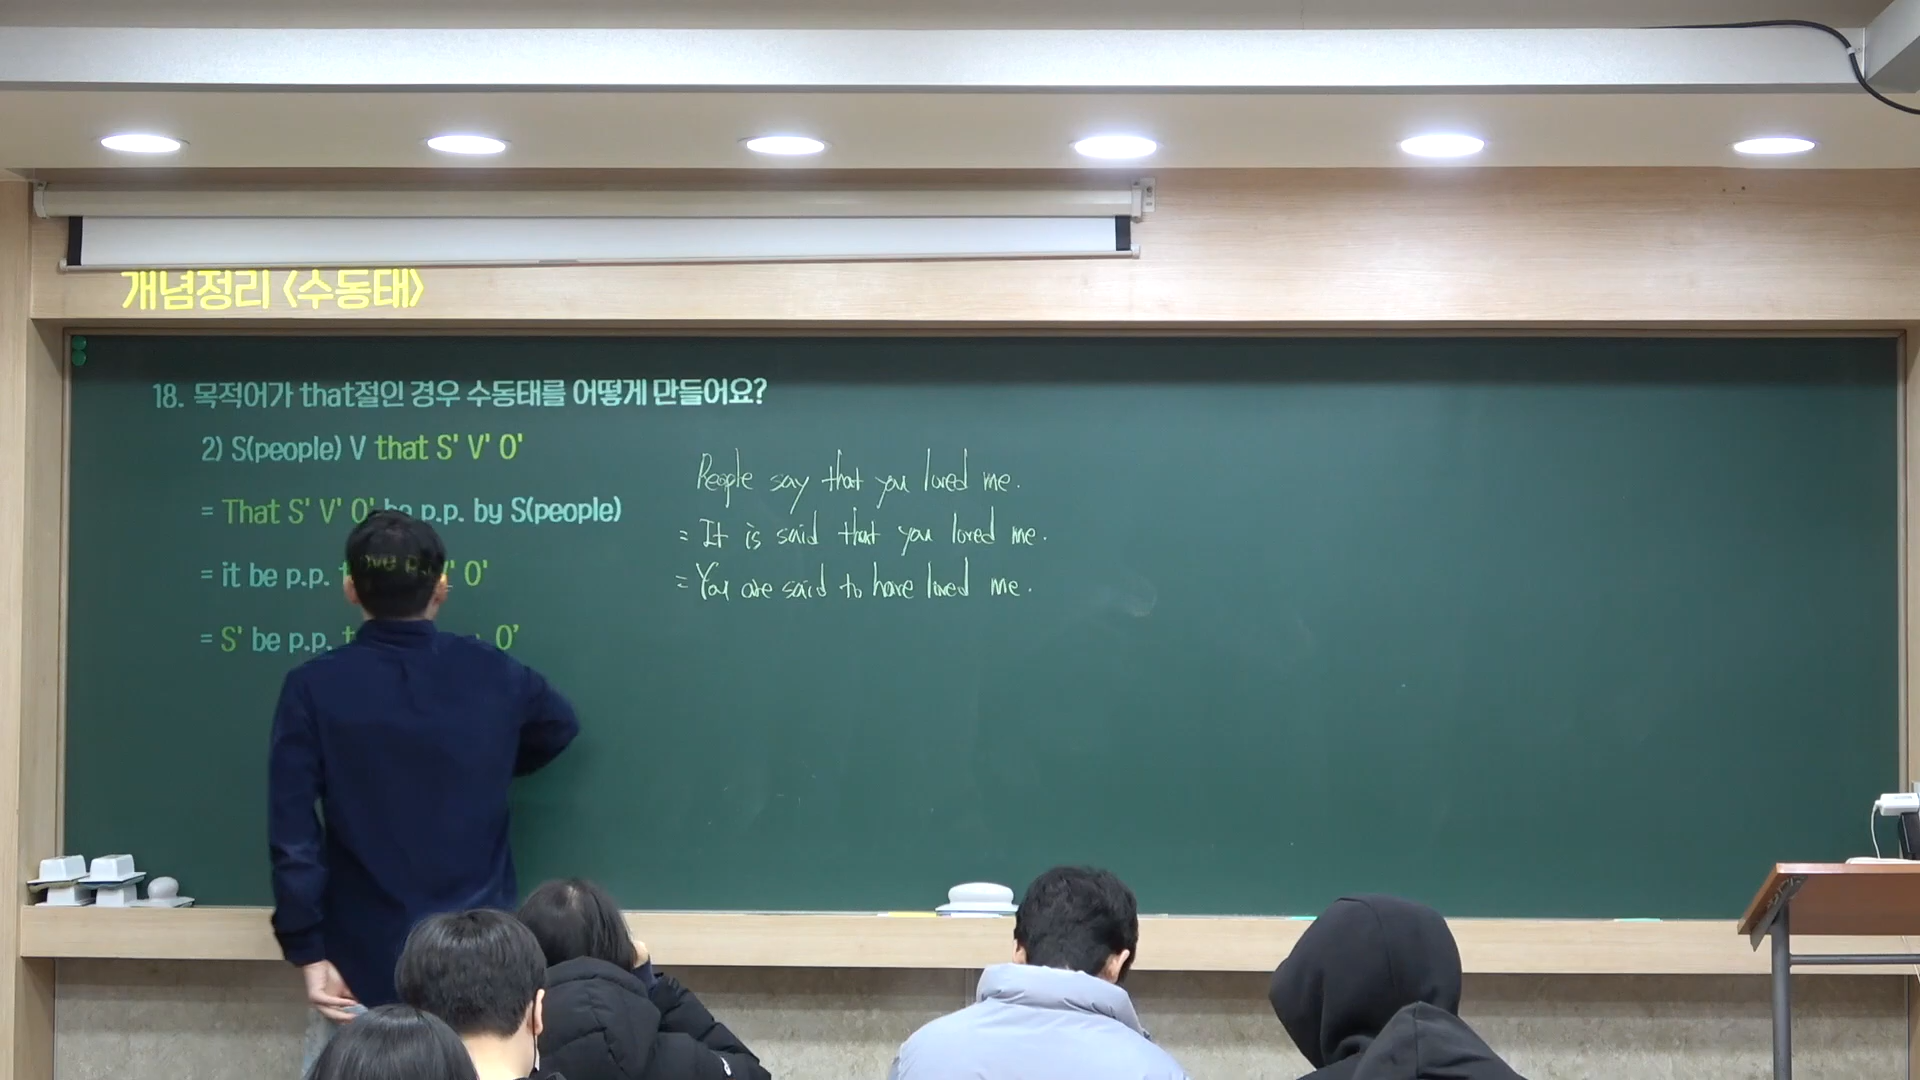 개념정리 <수동태>
18. 목적어가 that절인 경우 수동태를 어떻게 만들어요?
2) S(people) V that S' V' O'
= That S' V' O' be p.p. by S(people)
= it be p.p. V' O'
= S' be p.p. O'
People say that you loved me.
= It is said that you loved me.
= You are said to have loved me.